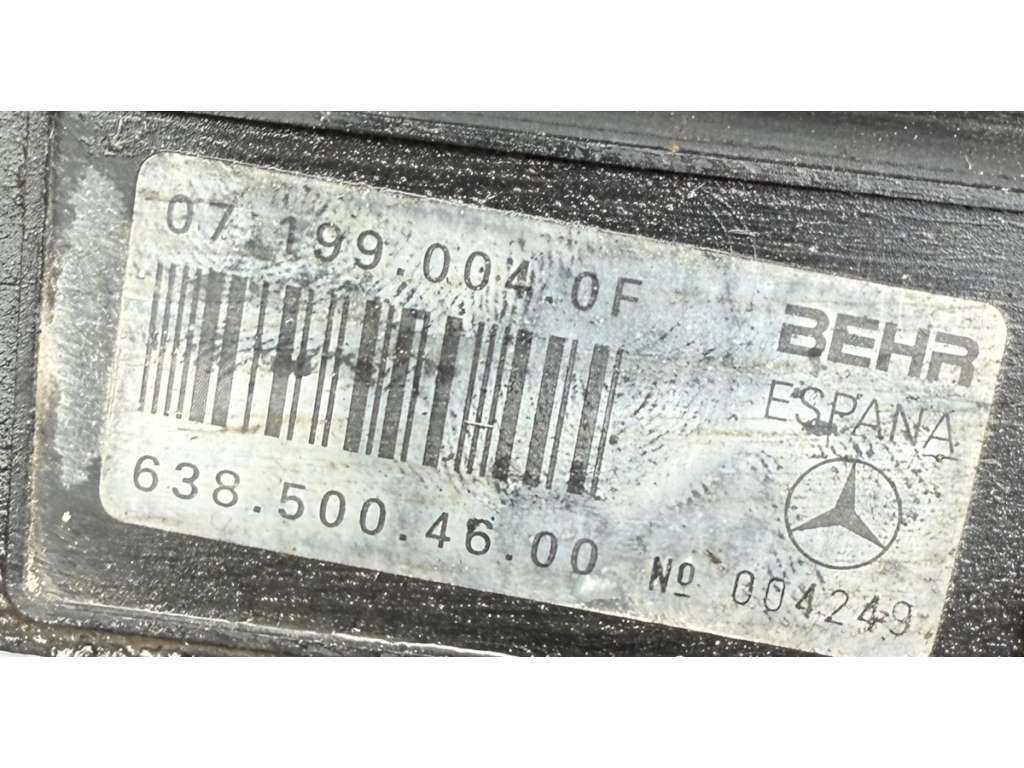 07.199.004.0F
BEHR
ESPANA
638.500.46.00
Nº 004249